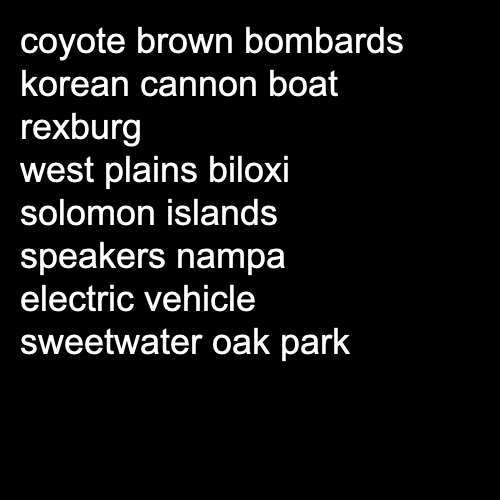 coyote brown bombards
korean cannon boat
rexburg
west plains biloxi
solomon islands
speakers nampa
electric vehicle
sweetwater oak park